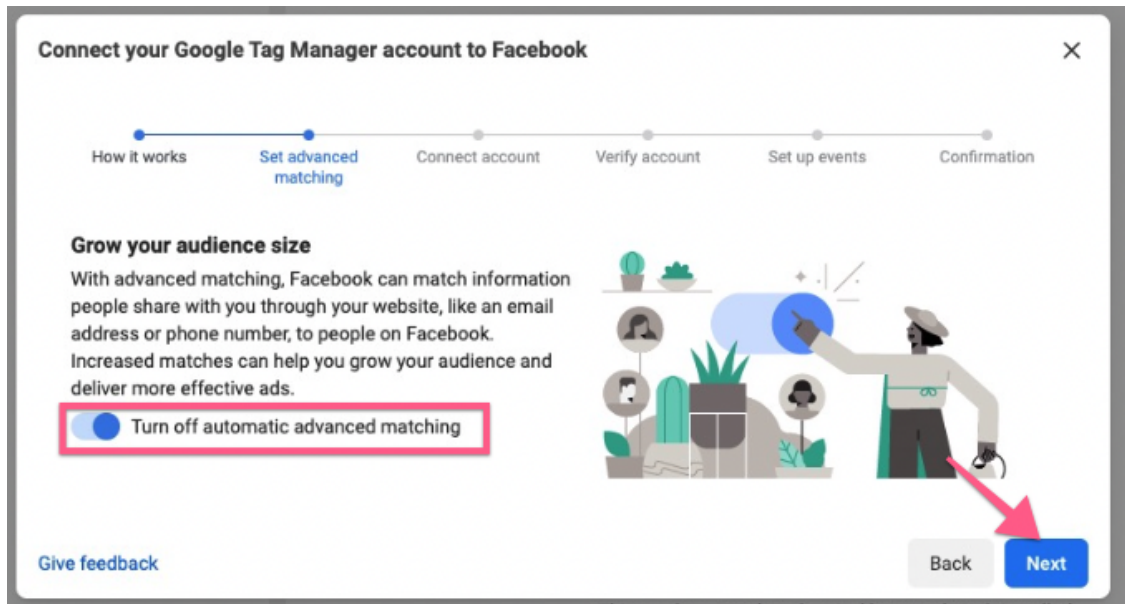 Connect your Google Tag Manager account to Facebook
How it works
Set advanced
matching
Connect account
Verify account
Set up events
Confirmation
Grow your audience size
With advanced matching, Facebook can match information
people share with you through your website, like an email
address or phone number, to people on Facebook.
Increased matches can help you grow your audience and
deliver more effective ads.
Turn off automatic advanced matching
Give feedback
Back
Next